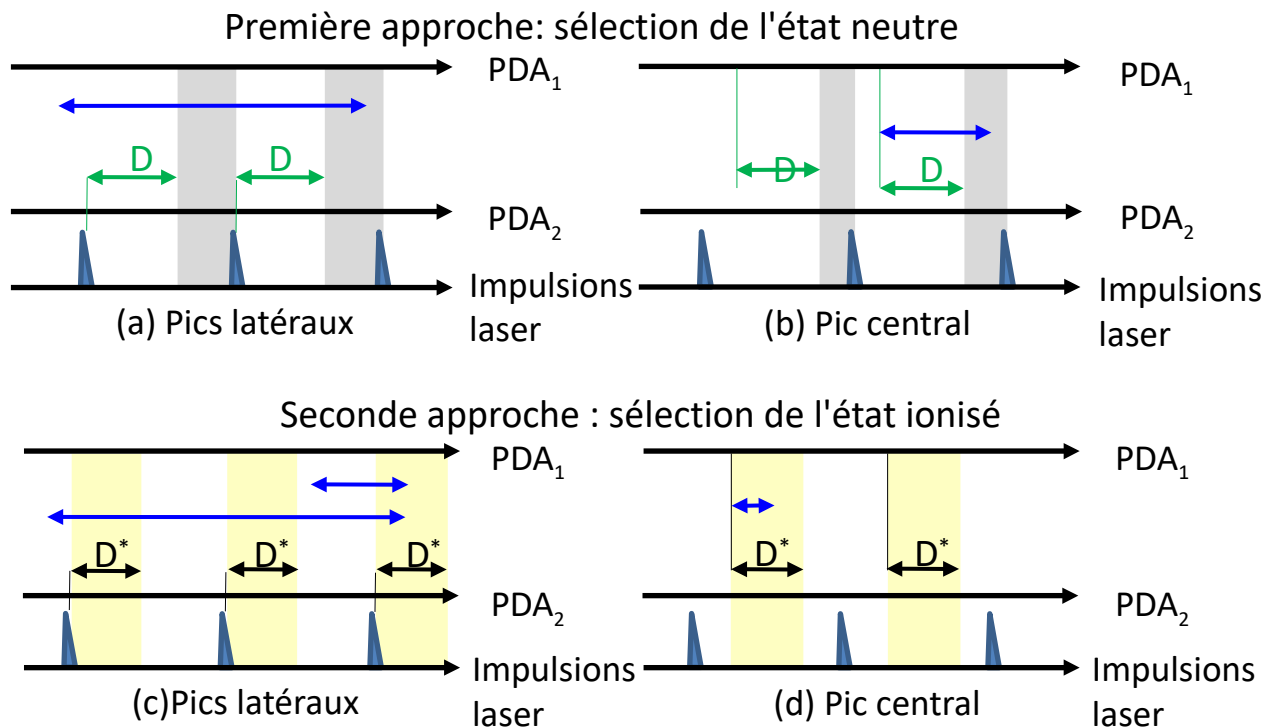 Première approche: sélection de l'état neutre
PDA1
D D
PDA2
Impulsions
laser
(a) Pics latéraux
PDA1
D D
PDA2
Impulsions
laser
(b) Pic central
Seconde approche : sélection de l'état ionisé
PDA1
D* D* D*
PDA2
Impulsions
laser
(c)Pics latéraux
PDA1
D* D*
PDA2
Impulsions
laser
(d) Pic central